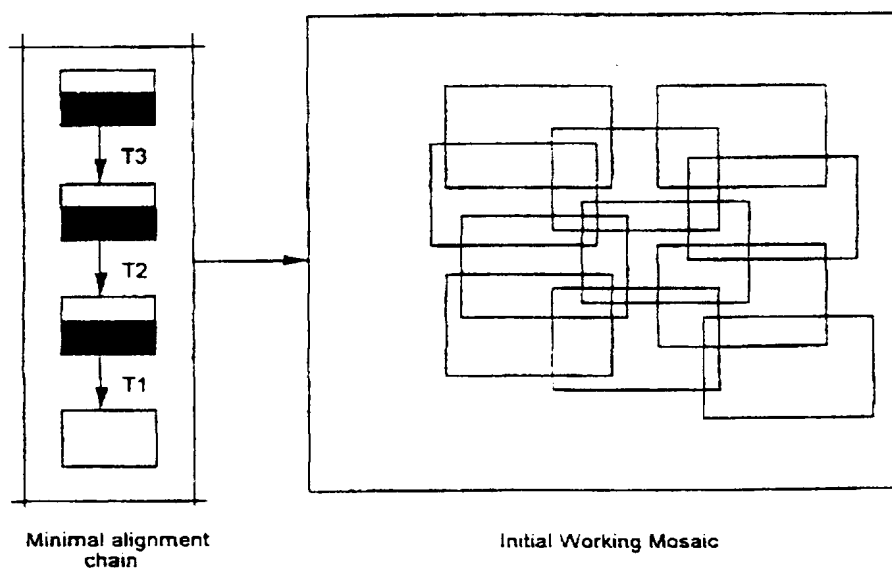 T3
T2
T1
Minimal alignment
chain
Initial Working Mosaic